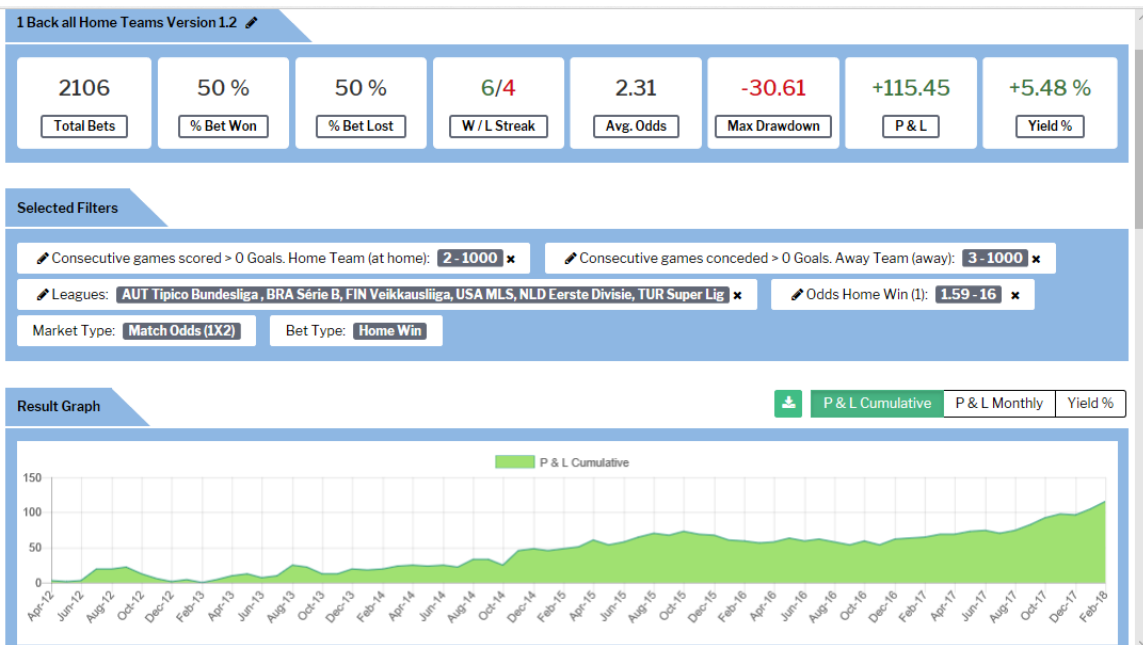 1 Back all Home Teams Version 1.2
2106 50 % 50 % 6/4 2.31 -30.61 +115.45 +5.48 %
Total Bets % Bet Won % Bet Lost W / L Streak Avg. Odds Max Drawdown P & L Yield %
Selected Filters
Consecutive games scored > 0 Goals. Home Team (at home): 2 - 1000 × Consecutive games conceded > 0 Goals. Away Team (away): 3 - 1000 ×
Leagues: AUT Tipico Bundesliga , BRA Série B, FIN Veikkausliiga, USA MLS, NLD Eerste Divisie, TUR Super Lig × Odds Home Win (1): 1.59 - 16 ×
Market Type: Match Odds (1X2) Bet Type: Home Win
Result Graph P & L Cumulative P & L Monthly Yield %
P & L Cumulative
150
100
50
0
Apr-12 Jun-12 Aug-12 Oct-12 Dec-12 Feb-13 Apr-13 Jun-13 Aug-13 Oct-13 Dec-13 Feb-14 Apr-14 Jun-14 Aug-14 Oct-14 Dec-14 Feb-15 Apr-15 Jun-15 Aug-15 Oct-15 Dec-15 Feb-16 Apr-16 Jun-16 Aug-16 Oct-16 Dec-16 Feb-17 Apr-17 Jun-17 Aug-17 Oct-17 Dec-17 Feb-18